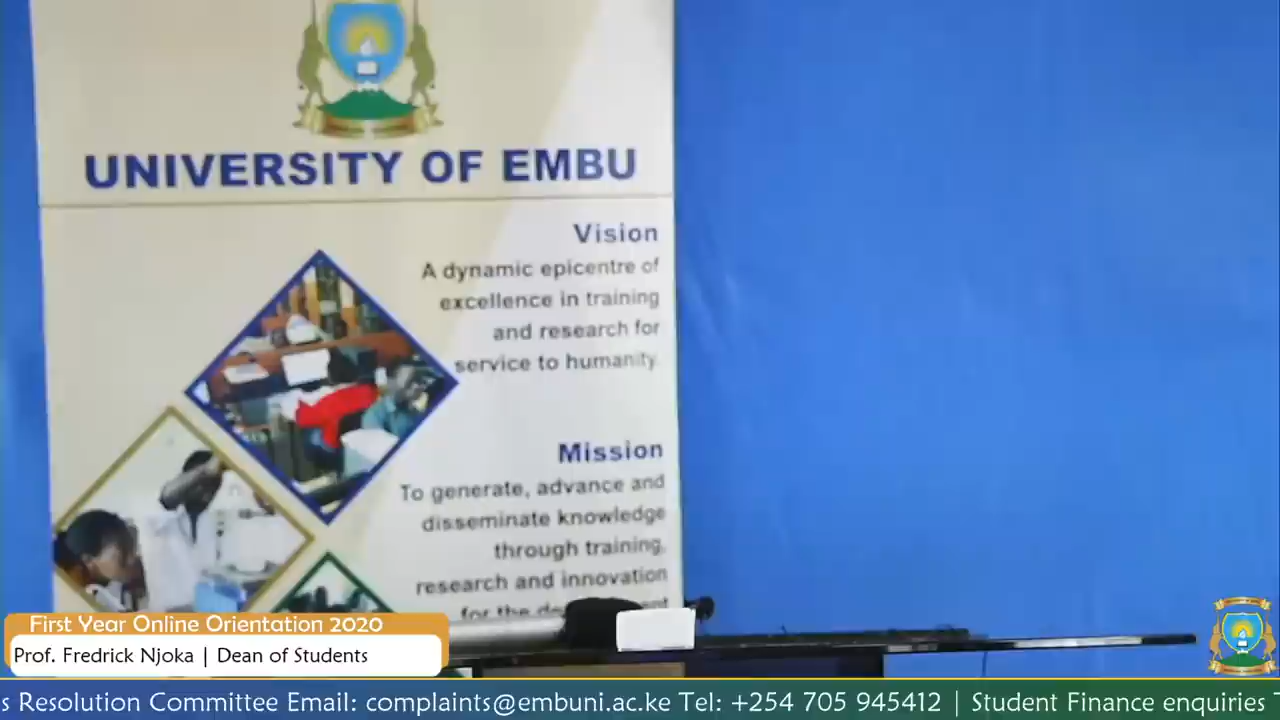 UNIVERSITY OF EMBU
Vision
A dynamic epicentre of
excellence in training
and research for
service to humanity.
Mission
To generate, advance and
disseminate knowledge
through training,
research and innovation
for the
First Year Online Orientation 2020
Prof. Fredrick Njoka | Dean of Students
s Resolution Committee Email: complaints@embuni.ac.ke Tel: +254 705 945412 | Student Finance enquiries T